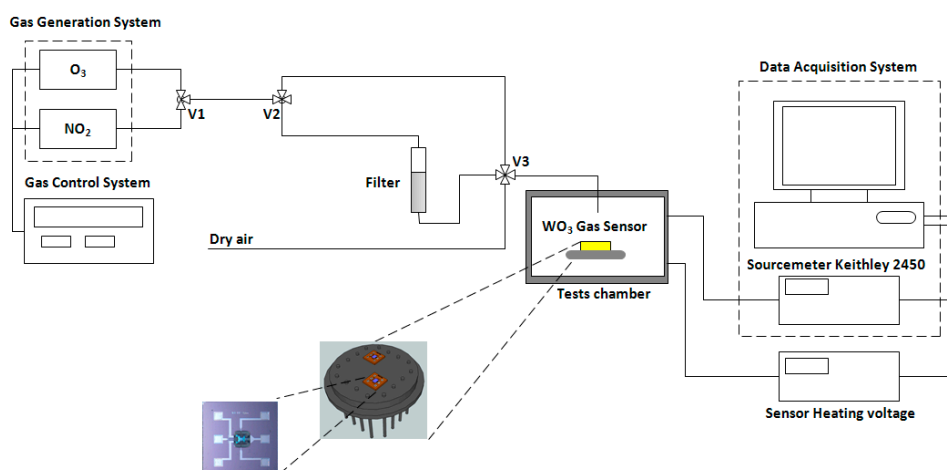 Gas Generation System
O3
NO2
V1
V2
Gas Control System
Filter
V3
Dry air
WO3 Gas Sensor
Tests chamber
Data Acquisition System
Sourcemeter Keithley 2450
Sensor Heating voltage